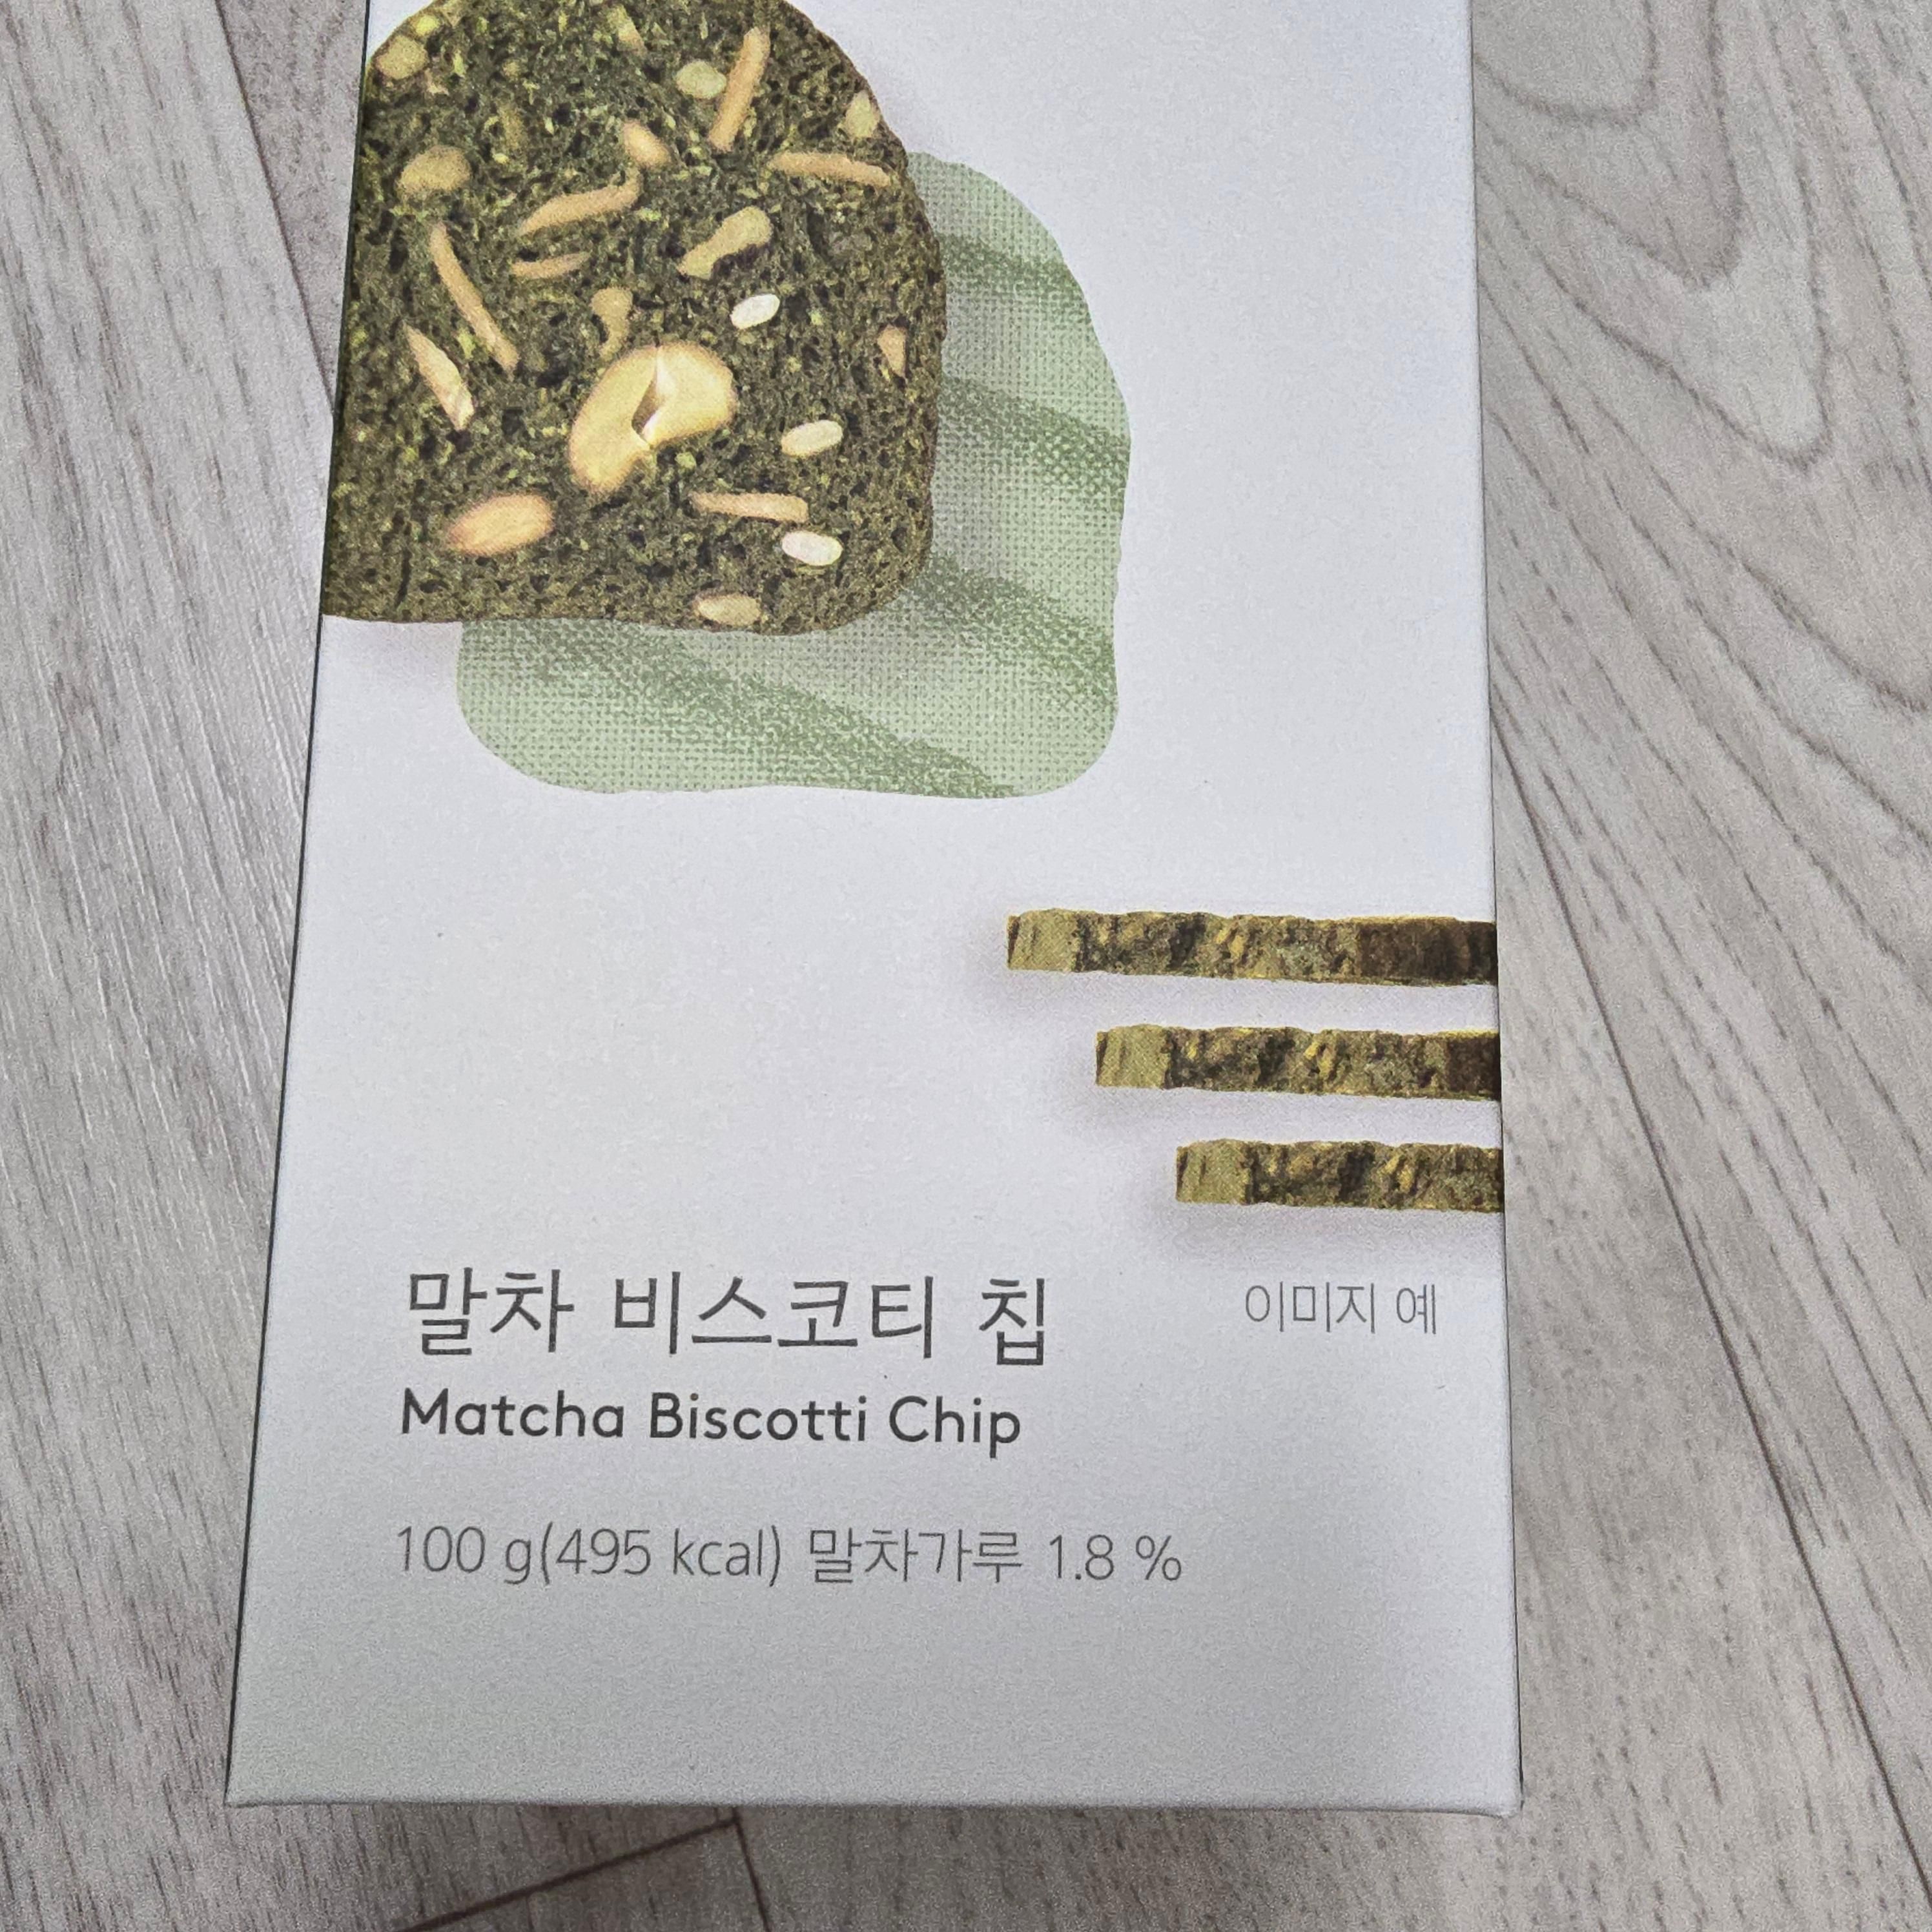 말차 비스코티 칩
이미지 예
Matcha Biscotti Chip
100 g(495 kcal) 말차가루 1.8 %